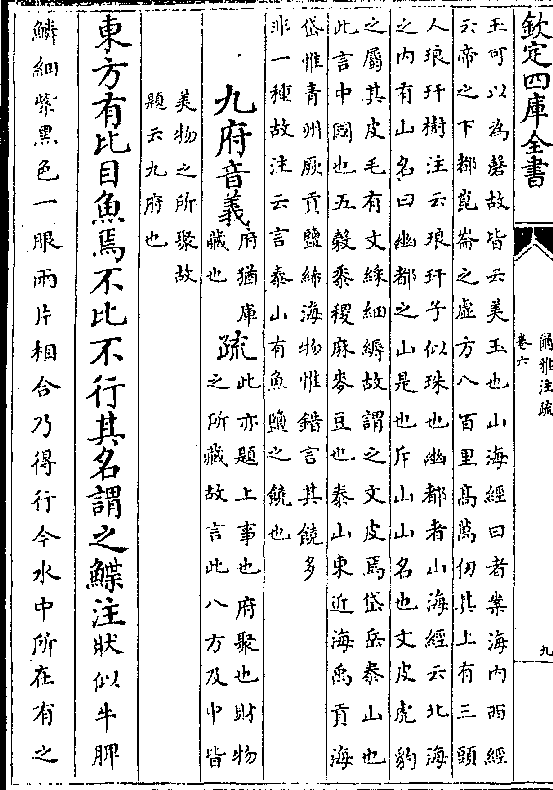 欽定四庫全書
爾雅注疏
卷六
九
玉可以為磬故皆云美玉也山海經曰者案海內西經
云帝之下都崑崙之虛方八百里髙萬仞其上有三頭
人琅玕樹注云琅玕子似珠也幽都者山海經云北海
之內有山名曰幽都之山是也斥山山名也文皮虎豹
之屬其皮毛有文綵細縟故謂之文皮焉岱岳泰山也
此言中國也五穀黍稷麻麥豆也泰山東近海禹貢海
岱惟青州厥貢鹽絺海物惟錯言其饒多
非一種故注云言泰山有魚鹽之饒也
九府音義府猶庫藏也疏此亦題上事也府聚也財物之所藏故言此八方及中皆
美物之所聚故題云九府也
東方有比目魚焉不比不行其名謂之鰈注狀似牛脾
鱗細紫黑色一眼兩片相合乃得行今水中所在有之